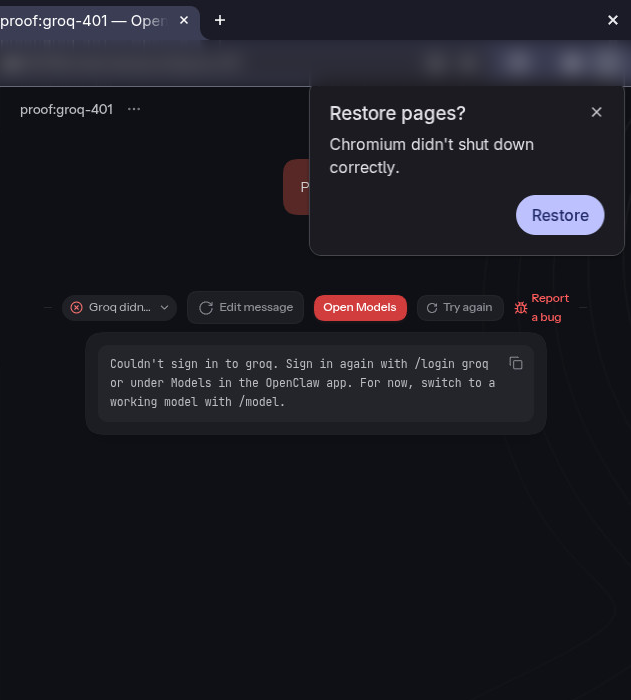 proof:groq-401 — Open
proof:groq-401 ...
Restore pages?
Chromium didn't shut down
correctly.
Restore
P
Groq didn...
Edit message
Open Models
Try again
Report
a bug
Couldn't sign in to groq. Sign in again with /login groq
or under Models in the OpenClaw app. For now, switch to a
working model with /model.